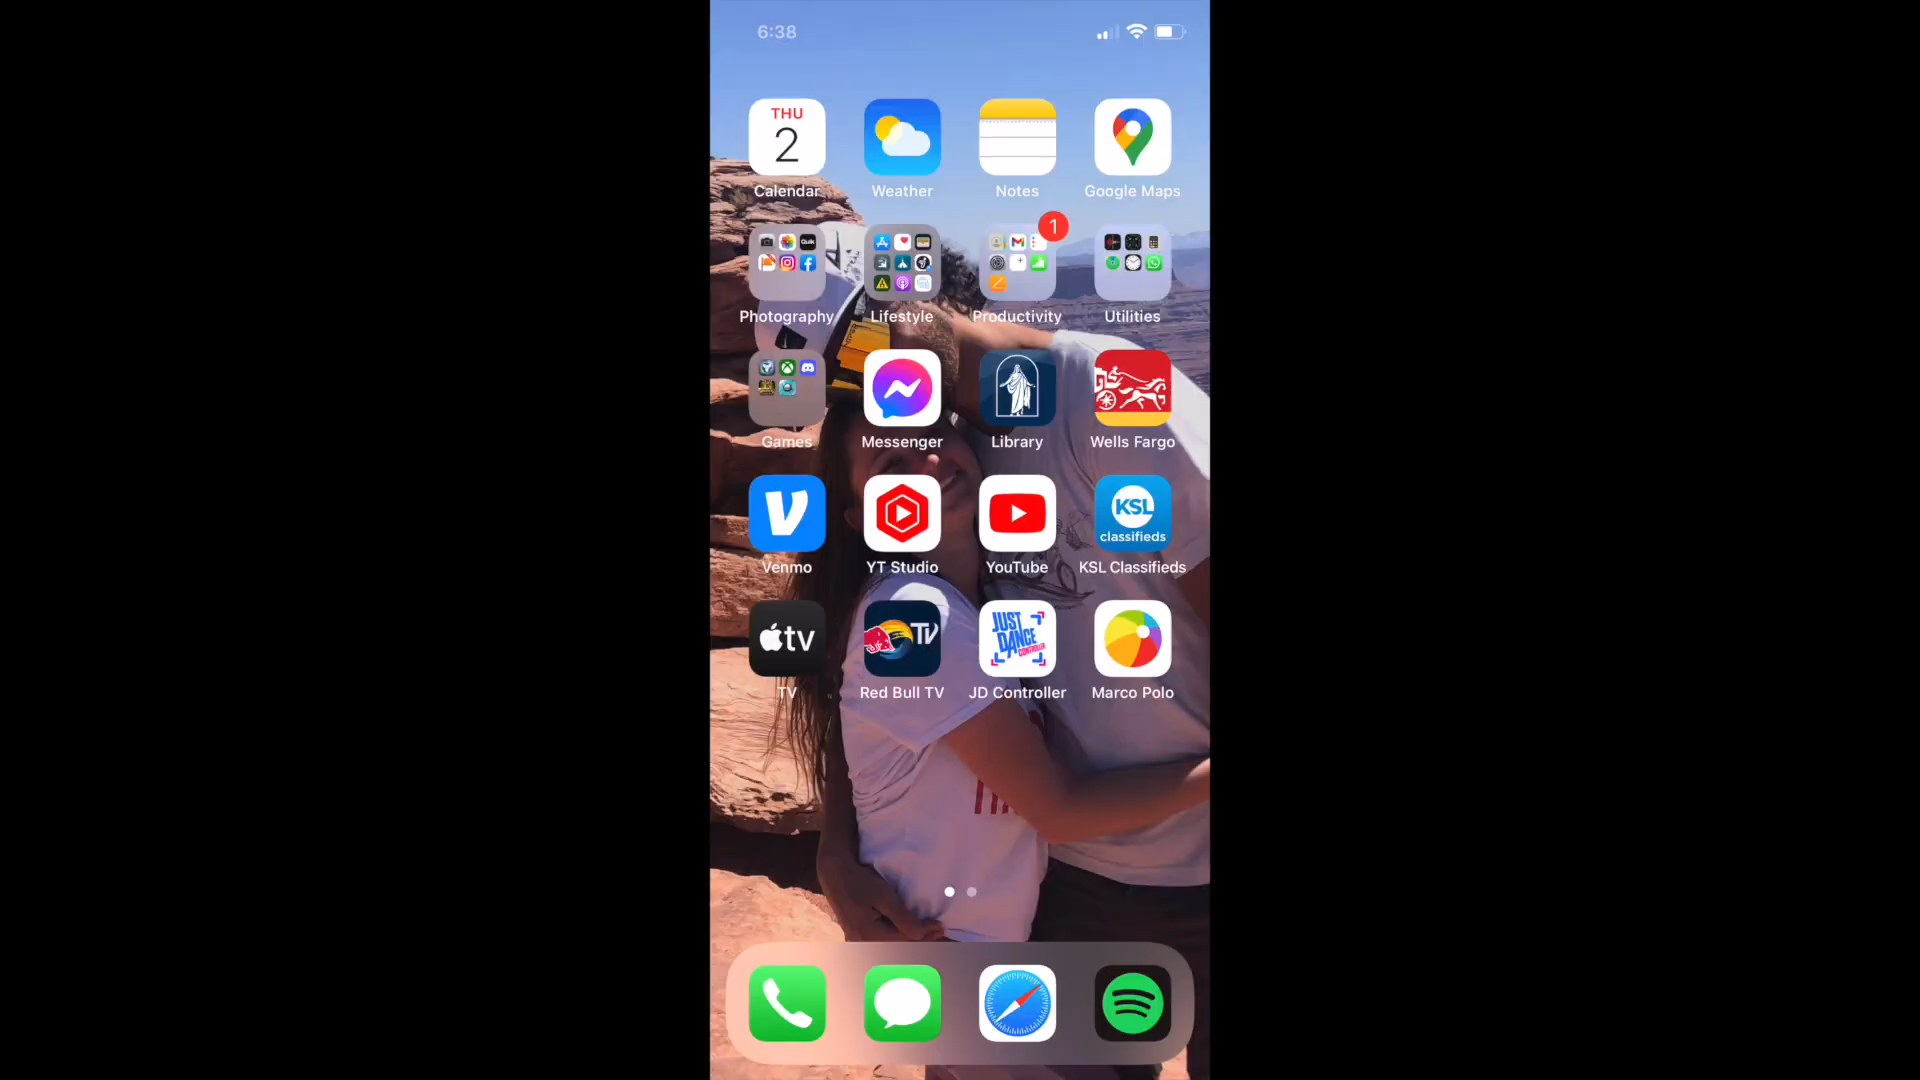 6:38
THU
2
Calendar
Weather
Notes
Google Maps
1
Quik
Photography
Lifestyle
Productivity
Utilities
Games
Messenger
Library
Wells Fargo
KSL
classifieds
Venmo
YT Studio
YouTube
KSL Classifieds
tv
TV
JUST
DANCE
CONTROLLER
TV
Red Bull TV
JD Controller
Marco Polo